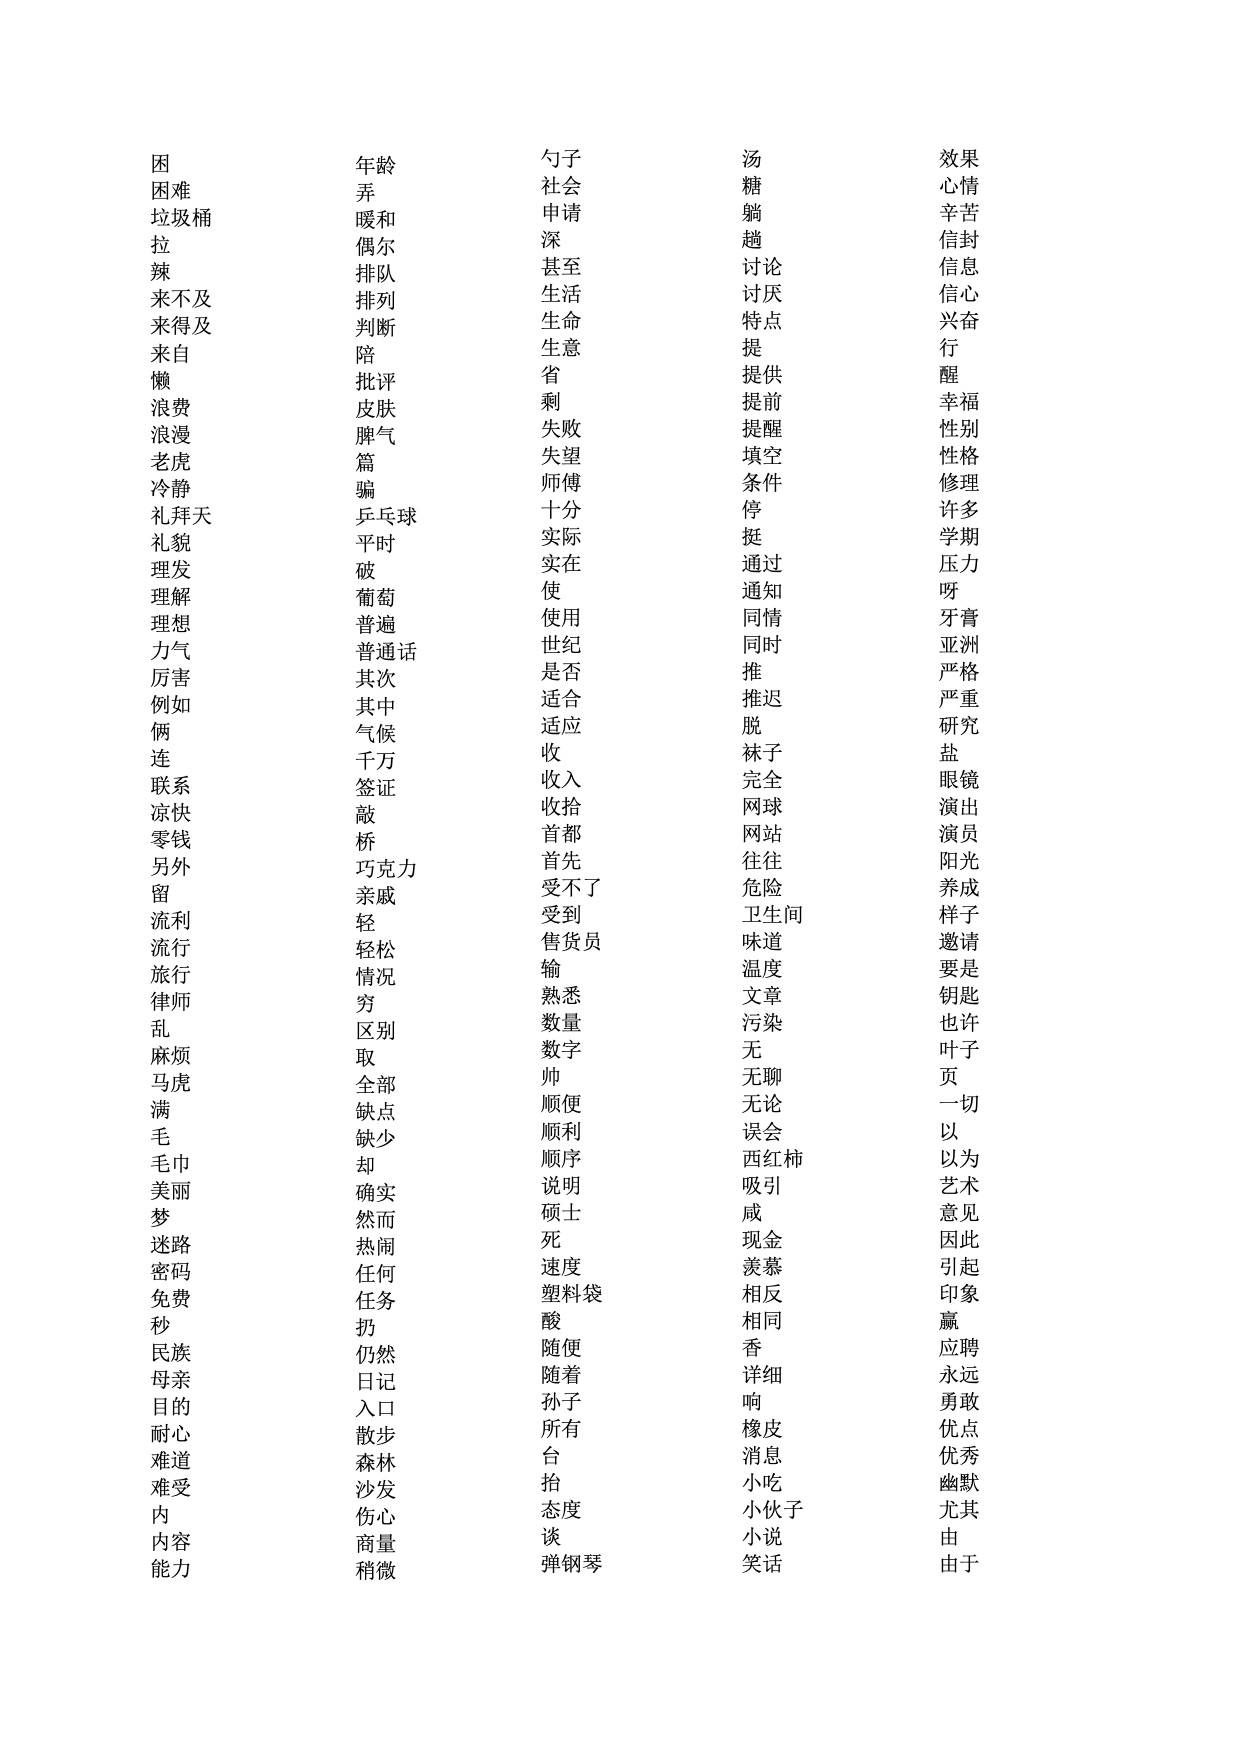 困
困难
垃圾桶
拉
辣
来不及
来得及
来自
懒
浪费
浪漫
老虎
冷静
礼拜天
礼貌
理发
理解
理想
力气
厉害
例如
俩
连
联系
凉快
零钱
另外
留
流利
流行
旅行
律师
乱
麻烦
马虎
满
毛
毛巾
美丽
梦
迷路
密码
免费
秒
民族
母亲
目的
耐心
难道
难受
内
内容
能力
年龄
弄
暖和
偶尔
排队
排列
判断
陪
批评
皮肤
脾气
篇
骗
乒乓球
平时
破
葡萄
普遍
普通话
其次
其中
气候
千万
签证
敲
桥
巧克力
亲戚
轻
轻松
情况
穷
区别
取
全部
缺点
缺少
却
确实
然而
热闹
任何
任务
扔
仍然
日记
入口
散步
森林
沙发
伤心
商量
稍微
勺子
社会
申请
深
甚至
生活
生命
生意
省
剩
失败
失望
师傅
十分
实际
实在
使
使用
世纪
是否
适合
适应
收
收入
收拾
首都
首先
受不了
受到
售货员
输
熟悉
数量
数字
帅
顺便
顺利
顺序
说明
硕士
死
速度
塑料袋
酸
随便
随着
孙子
所有
台
抬
态度
谈
弹钢琴
汤
糖
躺
趟
讨论
讨厌
特点
提
提供
提前
提醒
填空
条件
停
挺
通过
通知
同情
同时
推
推迟
脱
袜子
完全
网球
网站
往往
危险
卫生间
味道
温度
文章
污染
无
无聊
无论
误会
西红柿
吸引
咸
现金
羡慕
相反
相同
香
详细
响
橡皮
消息
小吃
小伙子
小说
笑话
效果
心情
辛苦
信封
信息
信心
兴奋
行
醒
幸福
性别
性格
修理
许多
学期
压力
呀
牙膏
亚洲
严格
严重
研究
盐
眼镜
演出
演员
阳光
养成
样子
邀请
要是
钥匙
也许
叶子
页
一切
以
以为
艺术
意见
因此
引起
印象
赢
应聘
永远
勇敢
优点
优秀
幽默
尤其
由
由于